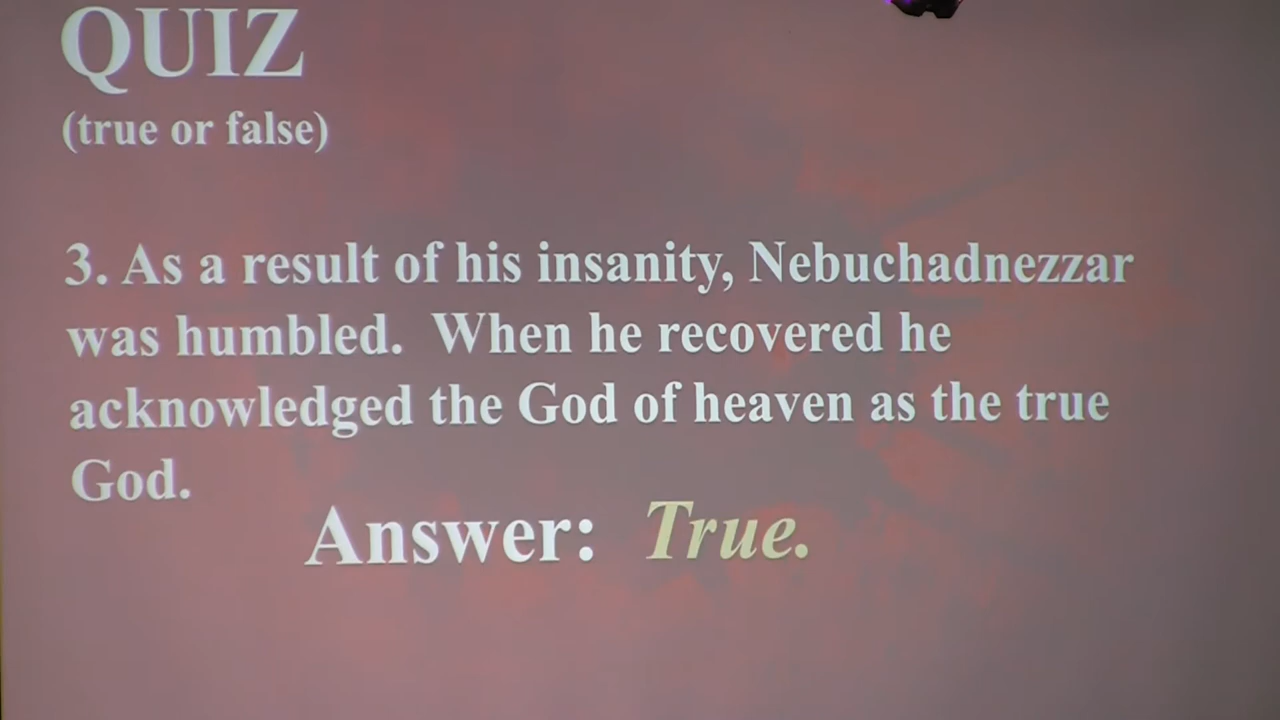 QUIZ
(true or false)
3. As a result of his insanity, Nebuchadnezzar
was humbled.  When he recovered he
acknowledged the God of heaven as the true
God.
Answer:  True.